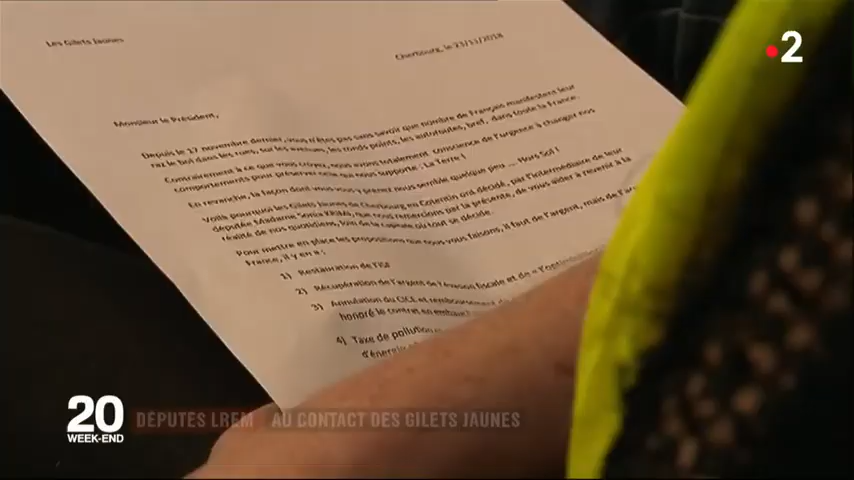 Les Gilets Jaunes
Cherbourg, le 23/11/2018
2
Monsieur le Président,
Depuis le 17 novembre dernier, vous n'êtes pas sans savoir que nombre de Français manifestent leur
raz le bol dans les rues, sur les avenues, les ronds points, les autoroutes, bref, dans toute la France.
Contrairement à ce que vous croyez, nous avons totalement conscience de l'urgence à changer nos
comportements pour préserver celle qui nous supporte : La Terre !
En revanche, la façon dont vous vous y prenez nous semble quelque peu .... Hors Sol !
Voilà pourquoi les Gilets Jaunes de Cherbourg en Cotentin ont décidé, par l'intermédiaire de leur
députée Madame Sonia KRIMI, que nous remercions par la présente, de vous aider à revenir à la
réalité de nos quotidiens, loin de la capitale où tout se décide.
Pour mettre en place les propositions que nous vous faisons, il faut de l'argent, mais de l'
France, il y en a :
1) Restauration de l'ISF
2) Récupération de l'argent de l'évasion fiscale et de « l'optimisation
3) Annulation du CICE et remboursement
honoré le contrat en
4) Taxe de pollution
d'énergie
20
WEEK-END
DÉPUTÉS LREM AU CONTACT DES GILETS JAUNES